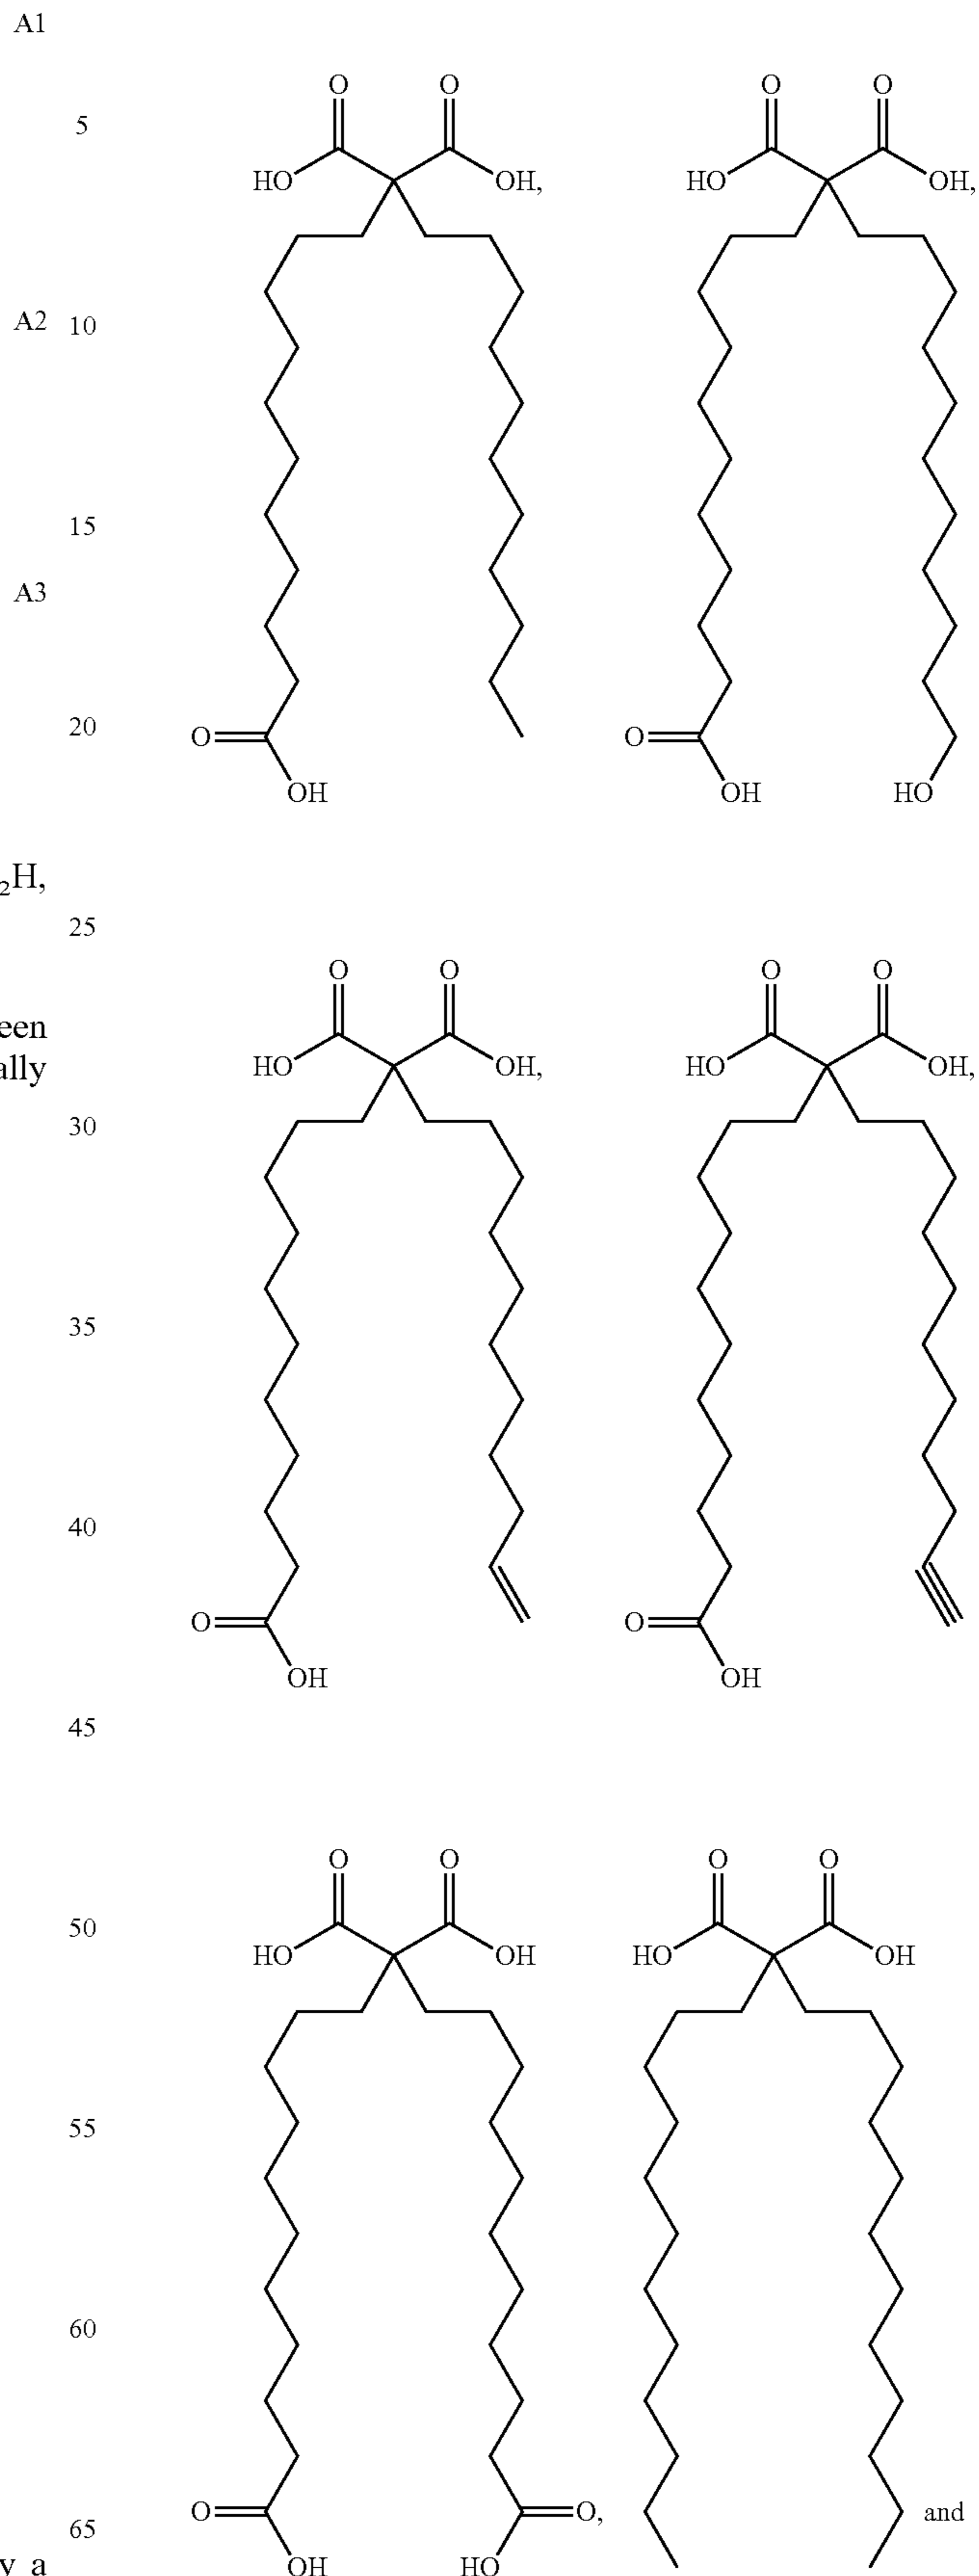 A1
O O O O
5
HO OH, HO OH,
A2 10
15
A3
20
O O
OH OH HO
₂H,
25
O O O O
een
HO OH, HO OH,
ally
30
35
40
O O
OH OH
45
O O O O
50
HO OH HO OH
55
60
O O, and
65
OH HO
y a